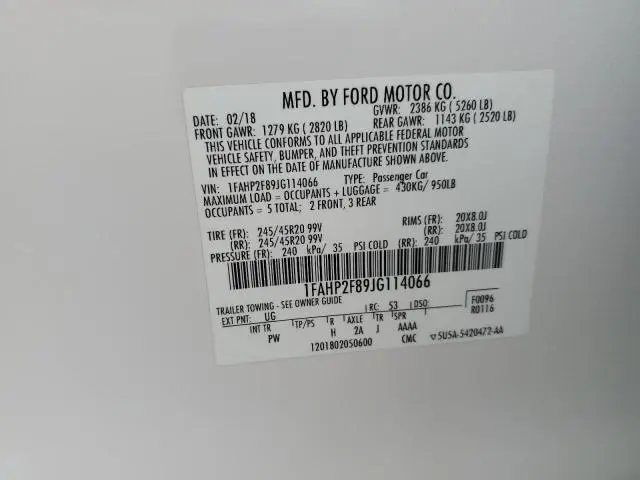 MFD. BY FORD MOTOR CO.
DATE: 02/18 GVWR: 2386 KG ( 5260 LB)
FRONT GAWR: 1279 KG ( 2820 LB) REAR GAWR: 1143 KG ( 2520 LB)
THIS VEHICLE CONFORMS TO ALL APPLICABLE FEDERAL MOTOR
VEHICLE SAFETY, BUMPER, AND THEFT PREVENTION STANDARDS
IN EFFECT ON THE DATE OF MANUFACTURE SHOWN ABOVE.
VIN: 1FAHP2F89JG114066 TYPE: Passenger Car
MAXIMUM LOAD = OCCUPANTS + LUGGAGE = 430KG/ 950LB
OCCUPANTS = 5 TOTAL; 2 FRONT, 3 REAR
TIRE (FR): 245/45R20 99V RIMS (FR): 20X8.0J
(RR): 245/45R20 99V (RR): 20X8.0J
PRESSURE (FR): 240 kPa/ 35 PSI COLD (RR): 240 kPa/ 35 PSI COLD
1FAHP2F89JG114066
TRAILER TOWING - SEE OWNER GUIDE
EXT PNT: UG RC: 53 DSO: F0096
INT TR TP/PS R AXLE TR SPR R0116
PW H 2A J AAAA
1201802050600 CMC ▽5U5A-5420472-AA